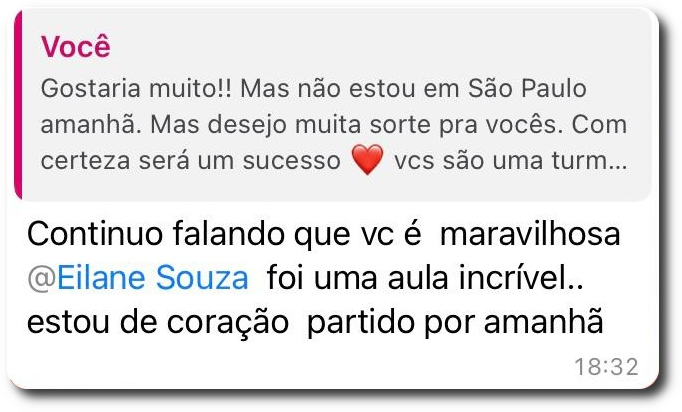 Você
Gostaria muito!! Mas não estou em São Paulo
amanhã. Mas desejo muita sorte pra vocês. Com
certeza será um sucesso ❤️ vcs são uma turm...
Continuo falando que vc é maravilhosa
@Eilane Souza foi uma aula incrível..
estou de coração partido por amanhã
18:32